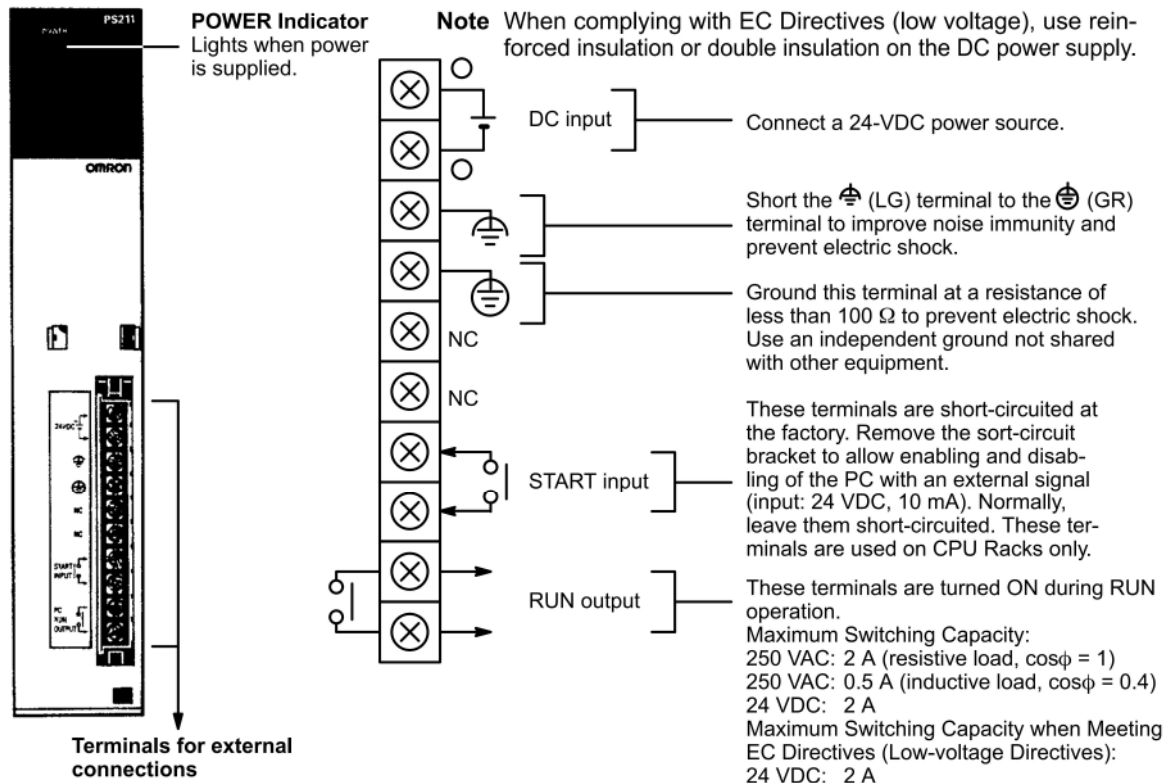 PS211
POWER
POWER Indicator
Lights when power
is supplied.
Note When complying with EC Directives (low voltage), use rein-
forced insulation or double insulation on the DC power supply.
OMRON
DC input
Connect a 24-VDC power source.
Short the (LG) terminal to the (GR)
terminal to improve noise immunity and
prevent electric shock.
Ground this terminal at a resistance of
less than 100 Ω to prevent electric shock.
Use an independent ground not shared
with other equipment.
NC
NC
START input
These terminals are short-circuited at
the factory. Remove the sort-circuit
bracket to allow enabling and disab-
ling of the PC with an external signal
(input: 24 VDC, 10 mA). Normally,
leave them short-circuited. These ter-
minals are used on CPU Racks only.
RUN output
These terminals are turned ON during RUN
operation.
Maximum Switching Capacity:
250 VAC: 2 A (resistive load, cosϕ = 1)
250 VAC: 0.5 A (inductive load, cosϕ = 0.4)
24 VDC: 2 A
Maximum Switching Capacity when Meeting
EC Directives (Low-voltage Directives):
24 VDC: 2 A
24VDC
NC
NC
START
INPUT
PC
RUN
OUTPUT
Terminals for external
connections